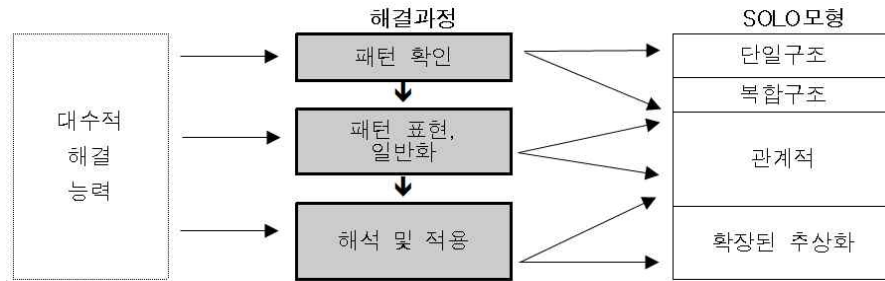 해결과정
SOLO모형
대수적
해결
능력
패턴 확인
패턴 표현,
일반화
해석 및 적용
단일구조
복합구조
관계적
확장된 추상화